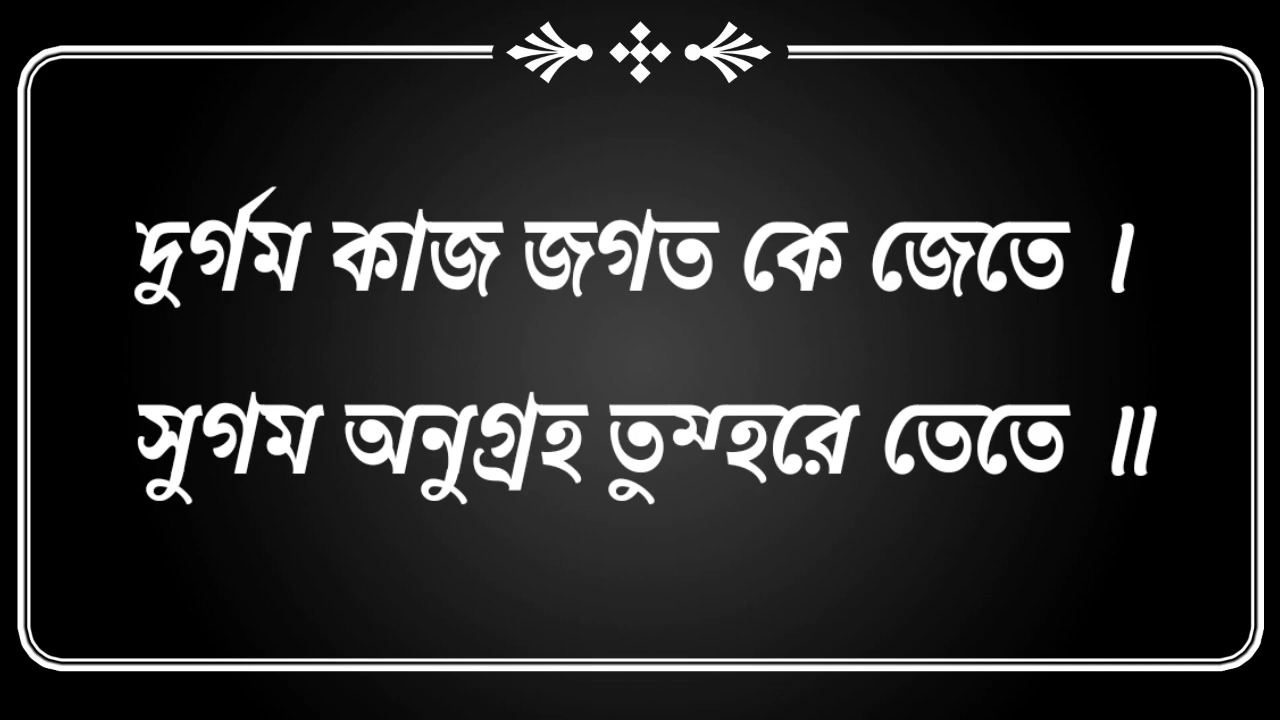 দুর্গম কাজ জগত কে জেতে ।
সুগম অনুগ্রহ তুম্হরে তেতে ॥